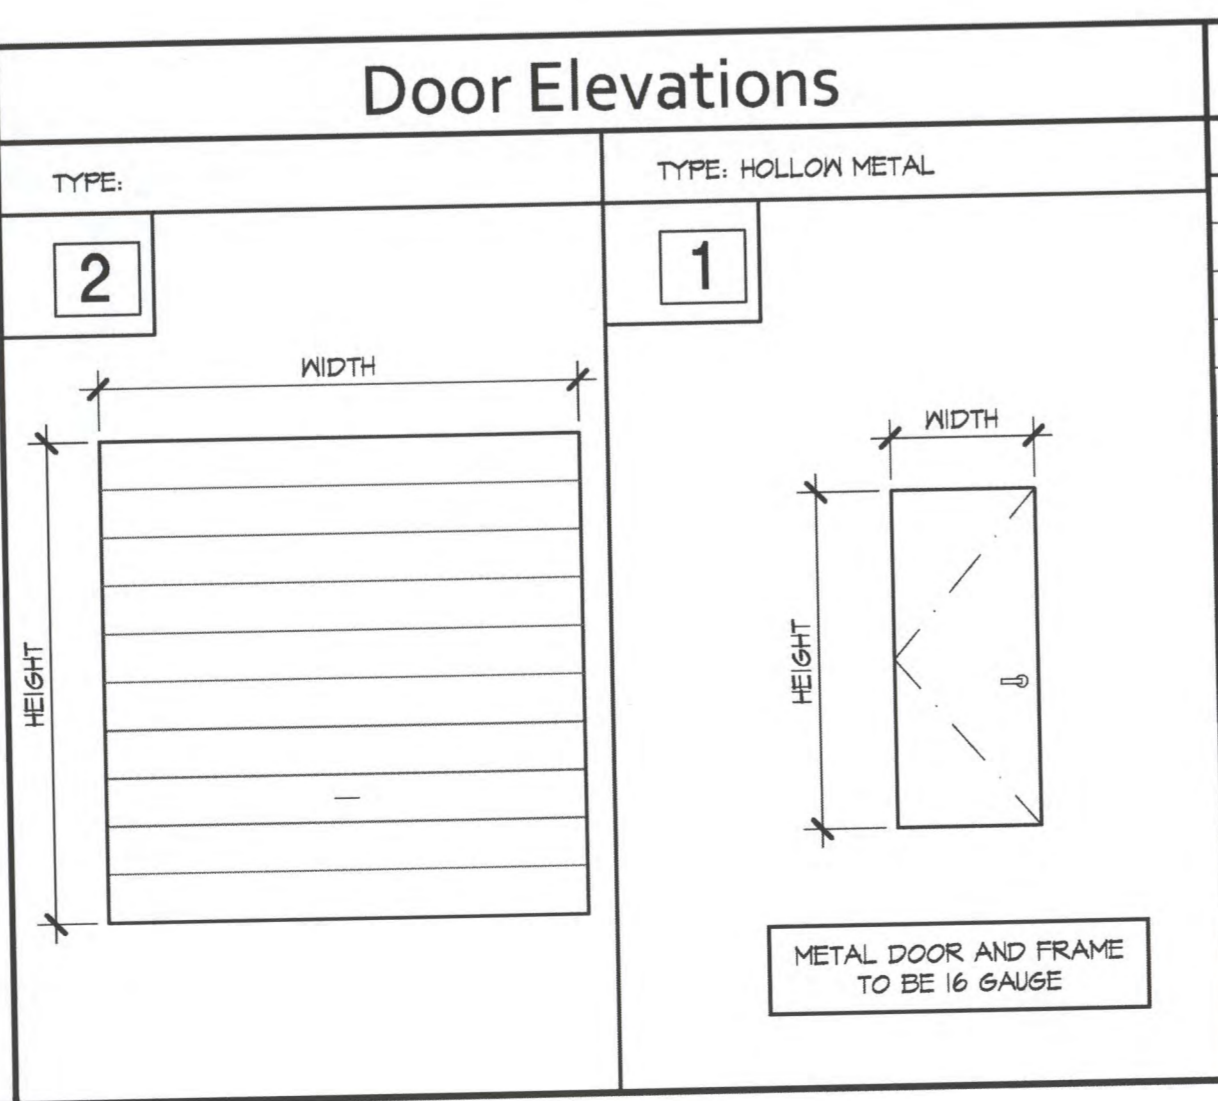 Door Elevations
TYPE:
2
WIDTH
HEIGHT
TYPE: HOLLOW METAL
1
WIDTH
HEIGHT
METAL DOOR AND FRAME
TO BE 16 GAUGE